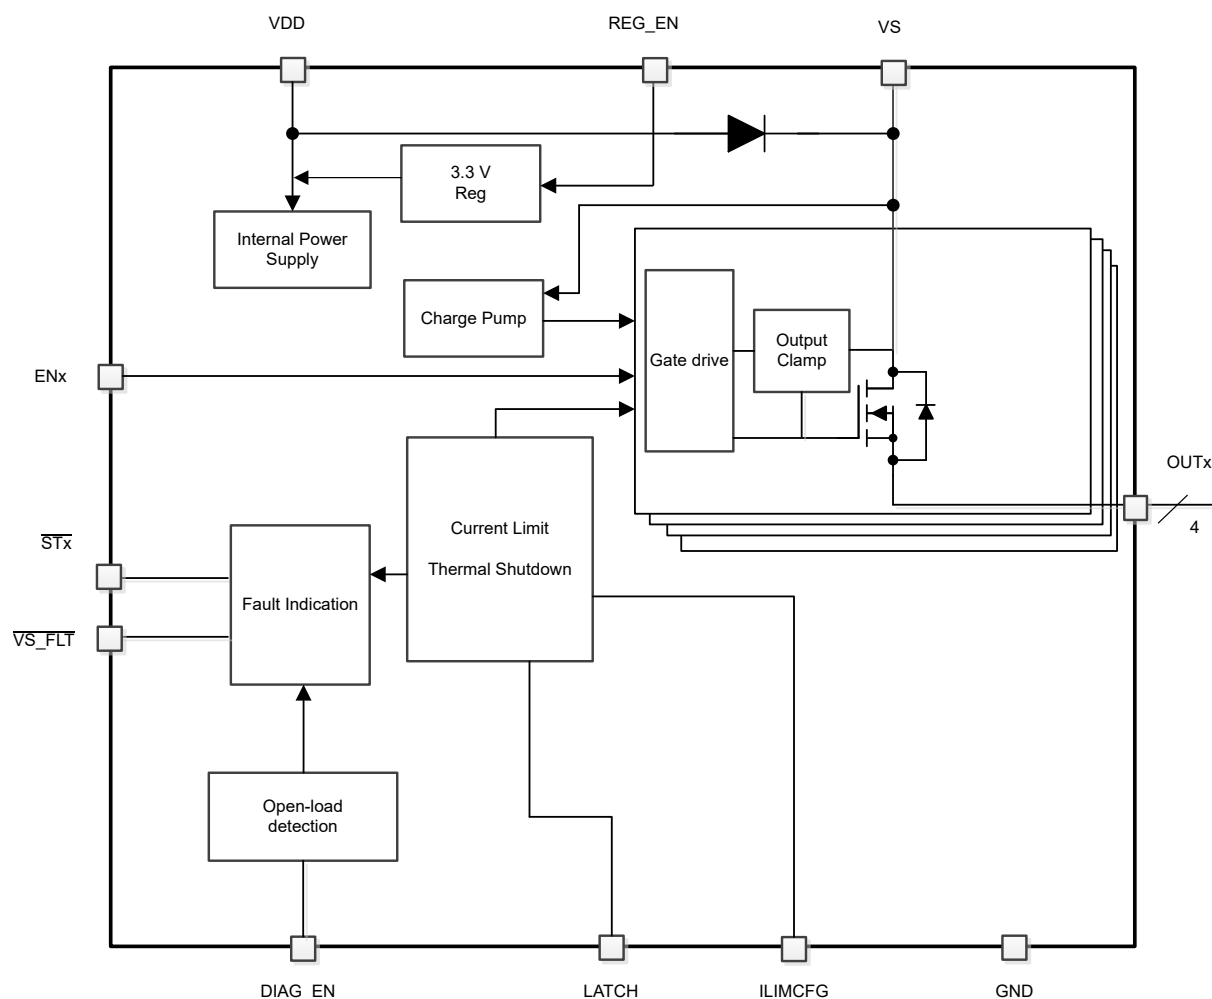 VDD
REG_EN
VS
3.3 V
Reg
Internal Power
Supply
Charge Pump
Gate drive
Output
Clamp
ENx
OUTx
4
Current Limit
Thermal Shutdown
STx
Fault Indication
VS_FLT
Open-load
detection
DIAG_EN
LATCH
ILIMCFG
GND